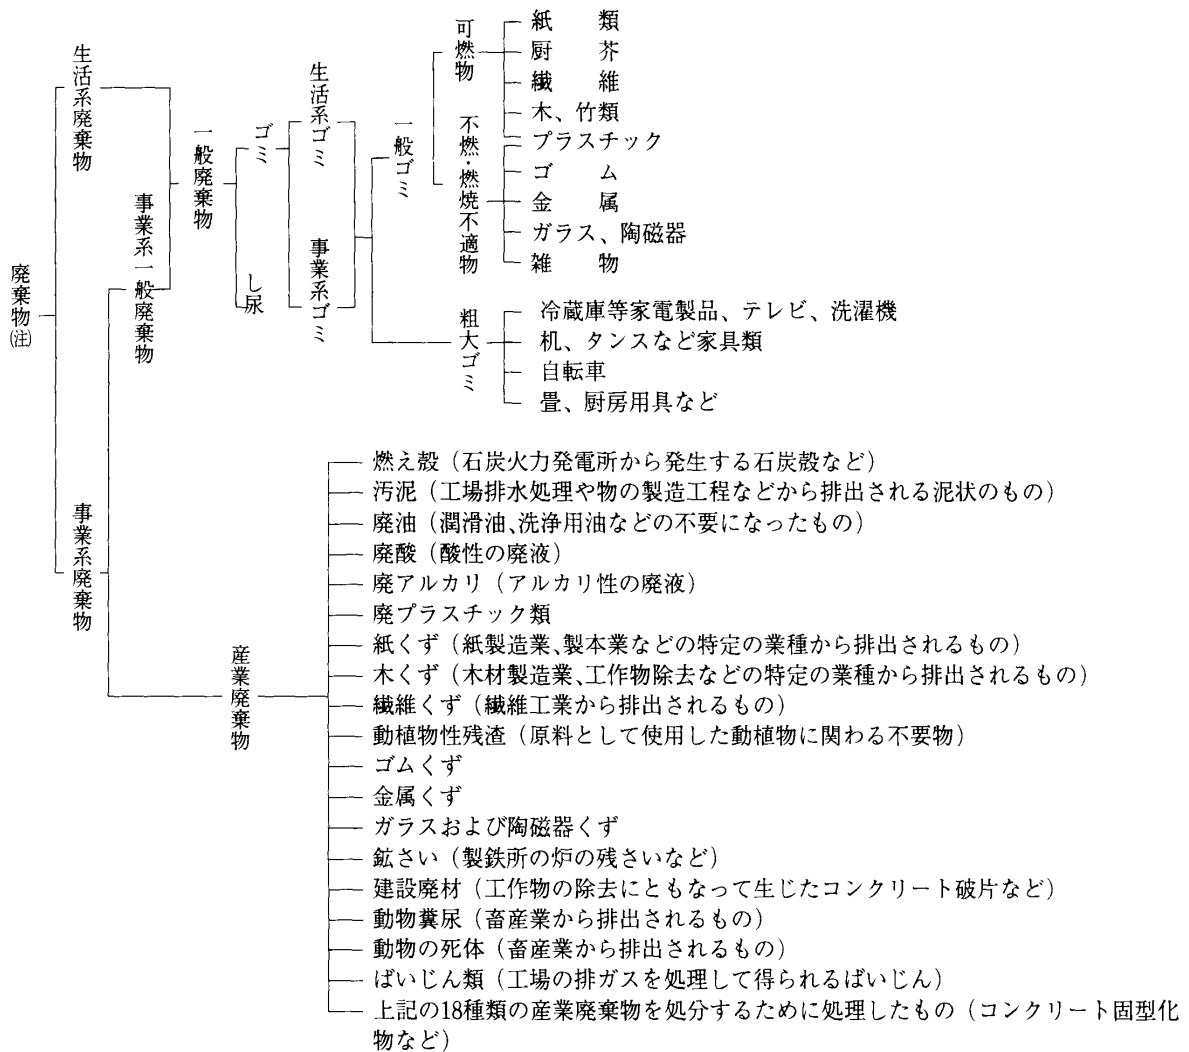 廃棄物(注)
生活系廃棄物
事業系廃棄物
事業系一般廃棄物
一般廃棄物
ゴミ
し尿
生活系ゴミ
事業系ゴミ
一般ゴミ
可燃物
不燃・燃焼不適物
粗大ゴミ
紙 類
厨 芥
繊 維
木、竹類
プラスチック
ゴ ム
金 属
ガラス、陶磁器
雑 物
冷蔵庫等家電製品、テレビ、洗濯機
机、タンスなど家具類
自転車
畳、厨房用具など
産業廃棄物
燃え殻（石炭火力発電所から発生する石炭殻など）
汚泥（工場排水処理や物の製造工程などから排出される泥状のもの）
廃油（潤滑油、洗浄用油などの不要になったもの）
廃酸（酸性の廃液）
廃アルカリ（アルカリ性の廃液）
廃プラスチック類
紙くず（紙製造業、製本業などの特定の業種から排出されるもの）
木くず（木材製造業、工作物除去などの特定の業種から排出されるもの）
繊維くず（繊維工業から排出されるもの）
動植物性残渣（原料として使用した動植物に関わる不要物）
ゴムくず
金属くず
ガラスおよび陶磁器くず
鉱さい（製鉄所の炉の残さいなど）
建設廃材（工作物の除去にともなって生じたコンクリート破片など）
動物糞尿（畜産業から排出されるもの）
動物の死体（畜産業から排出されるもの）
ばいじん類（工場の排ガスを処理して得られるばいじん）
上記の18種類の産業廃棄物を処分するために処理したもの（コンクリート固型化
物など）